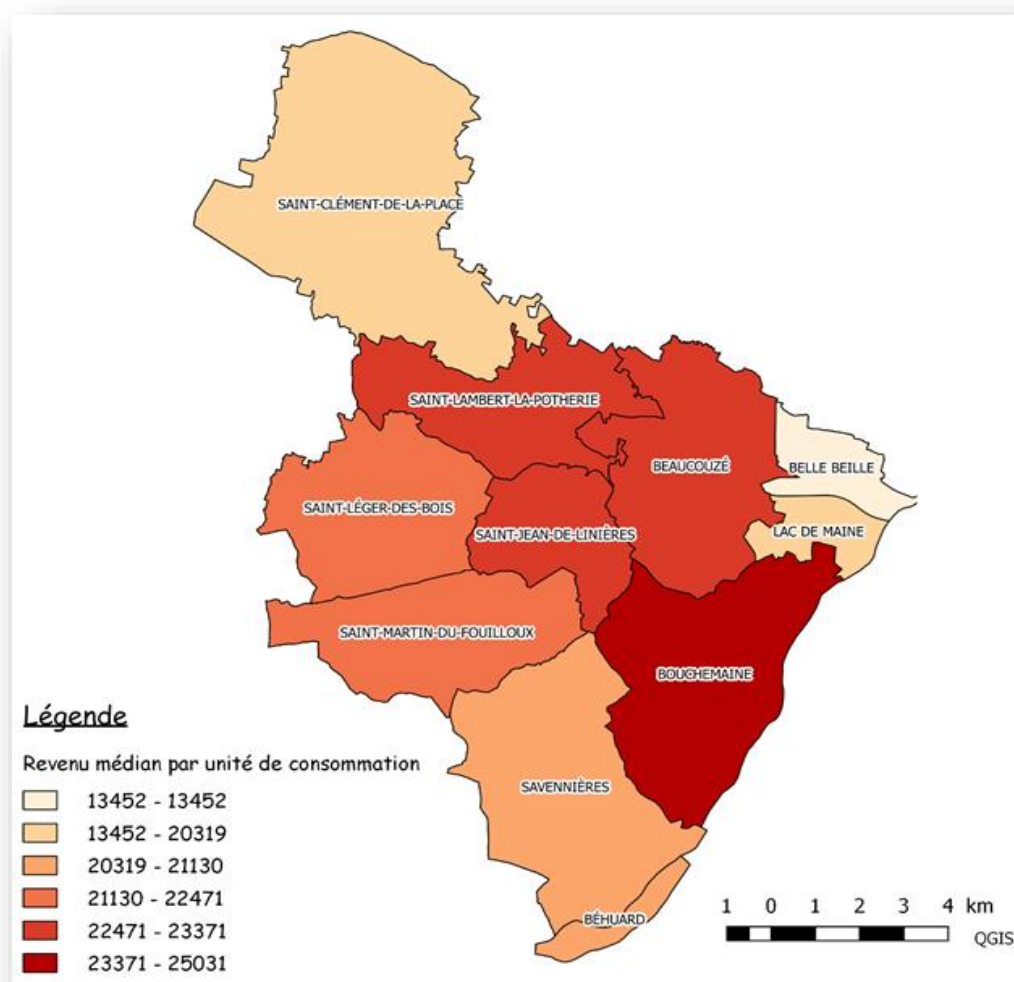 SAINT-CLÉMENT-DE-LA-PLACE
SAINT-LAMBERT-LA-POTHERIE
BEAUCOUZÉ
BELLE BEILLE
SAINT-LÉGER-DES-BOIS
SAINT-JEAN-DE-LINIÈRES
LAC DE MAINE
SAINT-MARTIN-DU-FOUILLOUX
BOUCHEMAINE
SAVENNIÈRES
BÉHUARD
Légende
Revenu médian par unité de consommation
13452 - 13452
13452 - 20319
20319 - 21130
21130 - 22471
22471 - 23371
23371 - 25031
1 0 1 2 3 4 km
QGIS